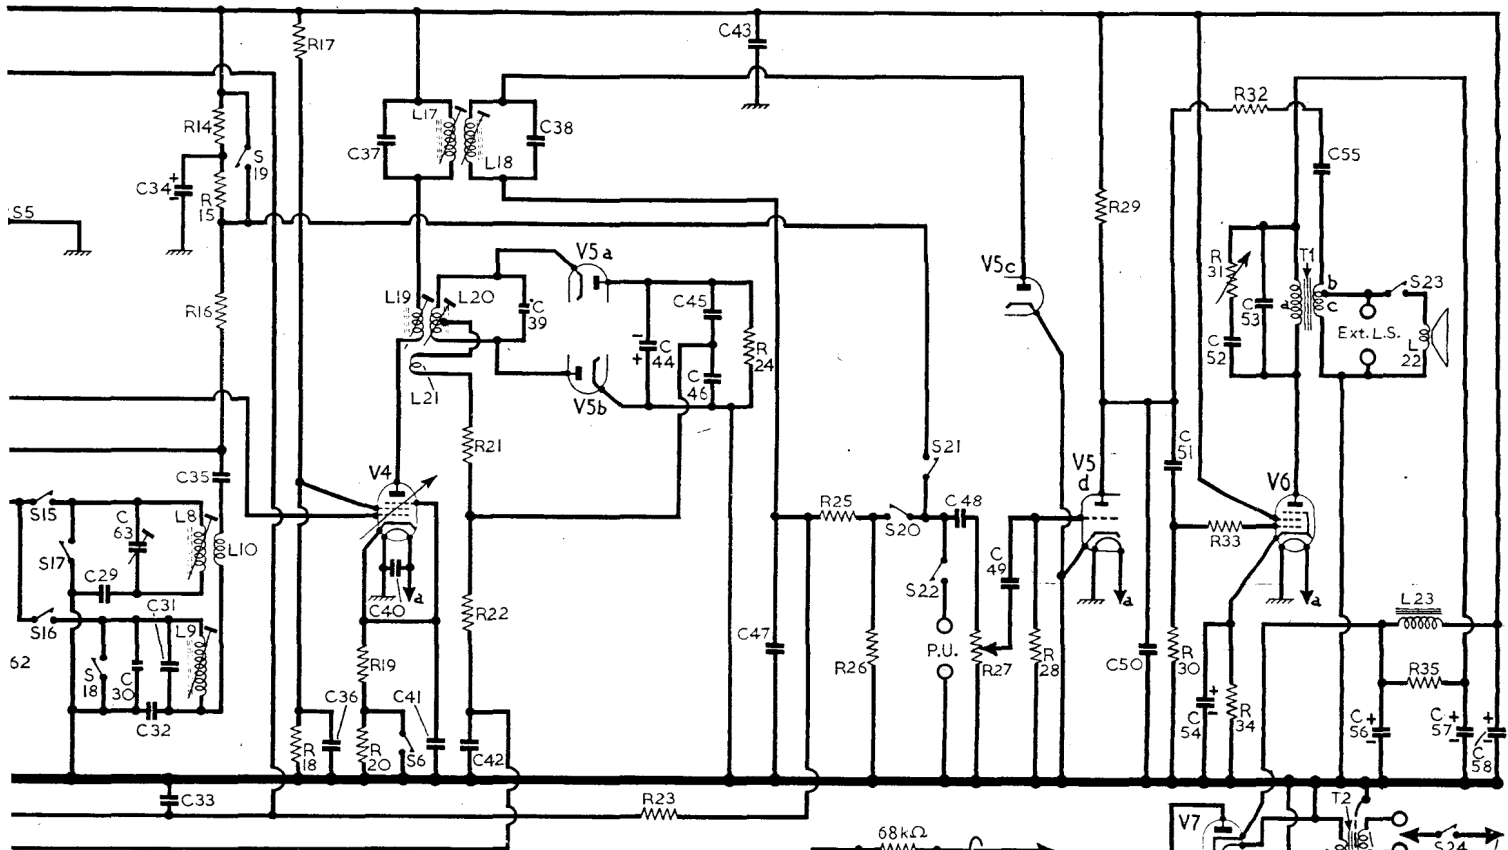 C43
R17
R32
L17
R14
C37
C38
L18
S
19
C55
C34
+
-
R
15
R29
S5
V5a
V5c
R
31
T1
L19
L20
C
39
C45
b
S23
R16
a
c
C
53
Ext.L.S.
-
+
C
44
C
46
R
24
C
52
L
22
L21
V5b
R21
S21
C
51
V4
V5
d
V6
C35
S15
C
63
L8
R25
S20
C48
R33
L10
S17
C29
C
49
S22
C40
a
a
a
L23
C31
L9
S16
R22
62
S
18
C
30
C32
R19
C47
R26
P.U.
R27
R
28
C50
R
30
R35
C36
C41
C
54
+
-
R
34
C
56
+
-
C
57
+
-
+
-
C
58
R
18
R
20
S6
C42
C33
R23
T2
V7
68kΩ
S24